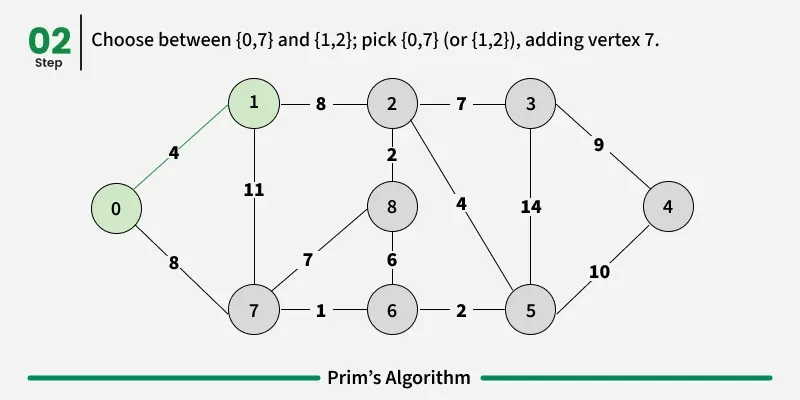 02
Step
Choose between {0,7} and {1,2}; pick {0,7} (or {1,2}), adding vertex 7.
1 8 2 7 3
4 2 9
11
0 8 4 14 4
8 7 6 10
7 1 6 2 5
Prim’s Algorithm